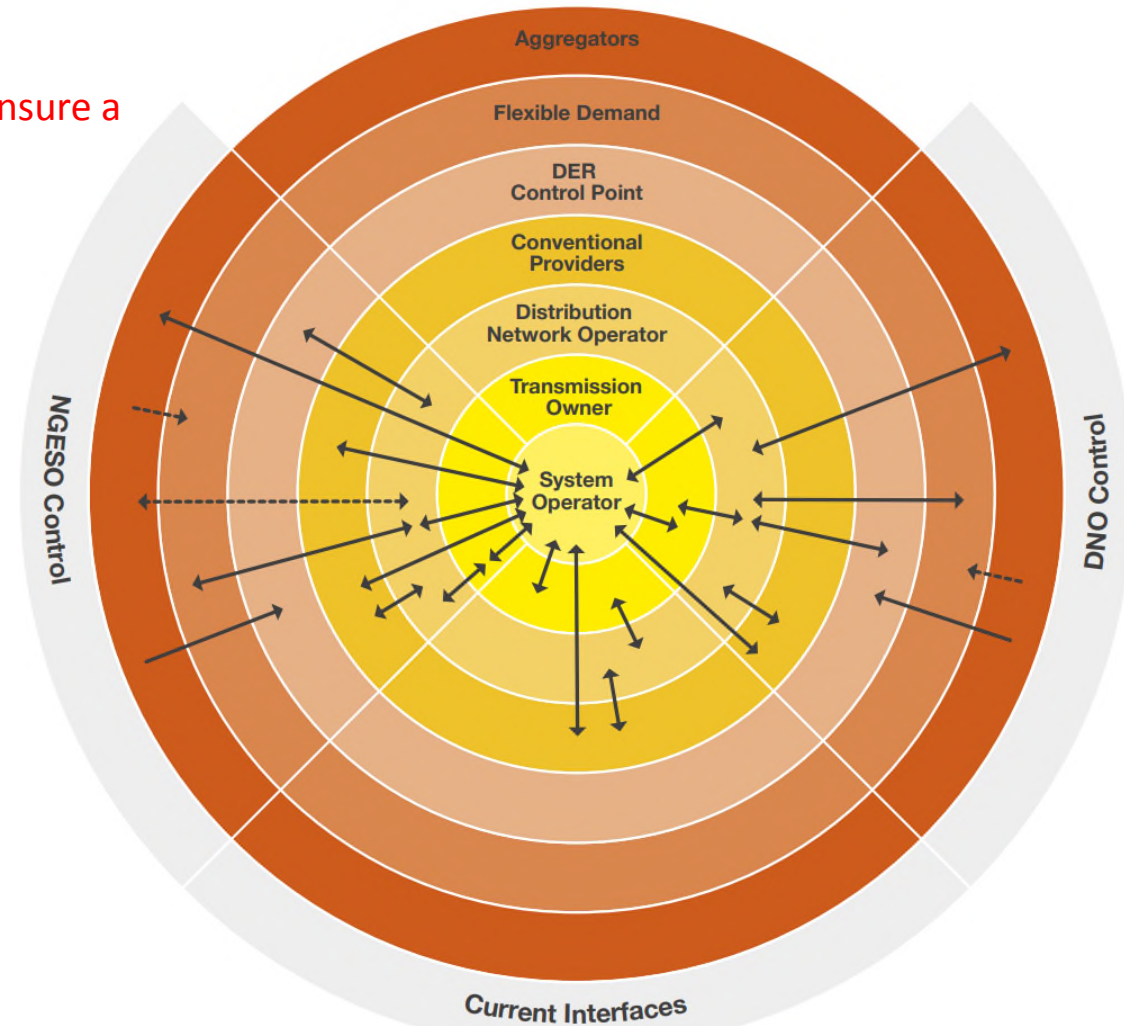 Aggregators
nsure a
Flexible Demand
DER
Control Point
Conventional
Providers
Distribution
Network Operator
Transmission
Owner
System
Operator
NGESO Control
DNO Control
Current Interfaces